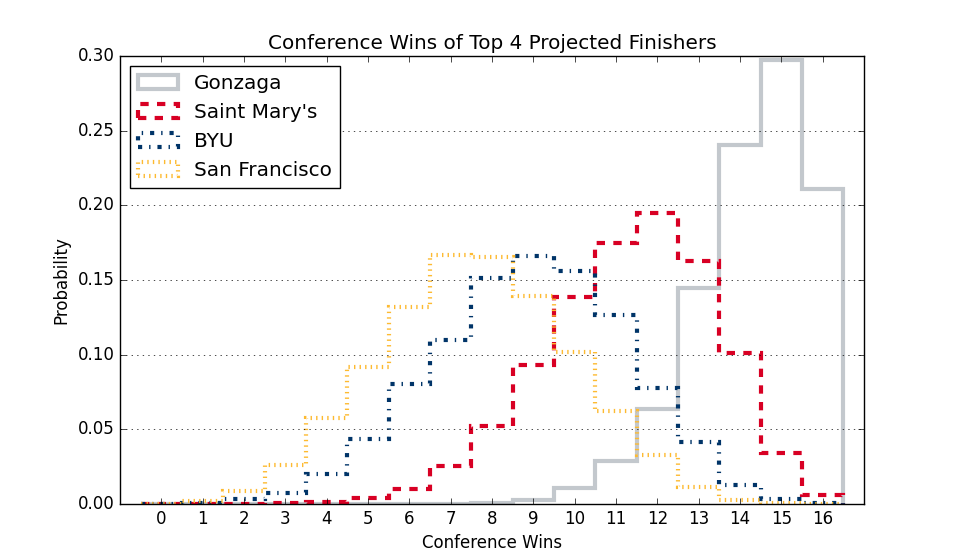 Conference Wins of Top 4 Projected Finishers
0.30
0.25
0.20
0.15
0.10
0.05
0.00
Probability
Gonzaga
Saint Mary's
BYU
San Francisco
0 1 2 3 4 5 6 7 8 9 10 11 12 13 14 15 16
Conference Wins